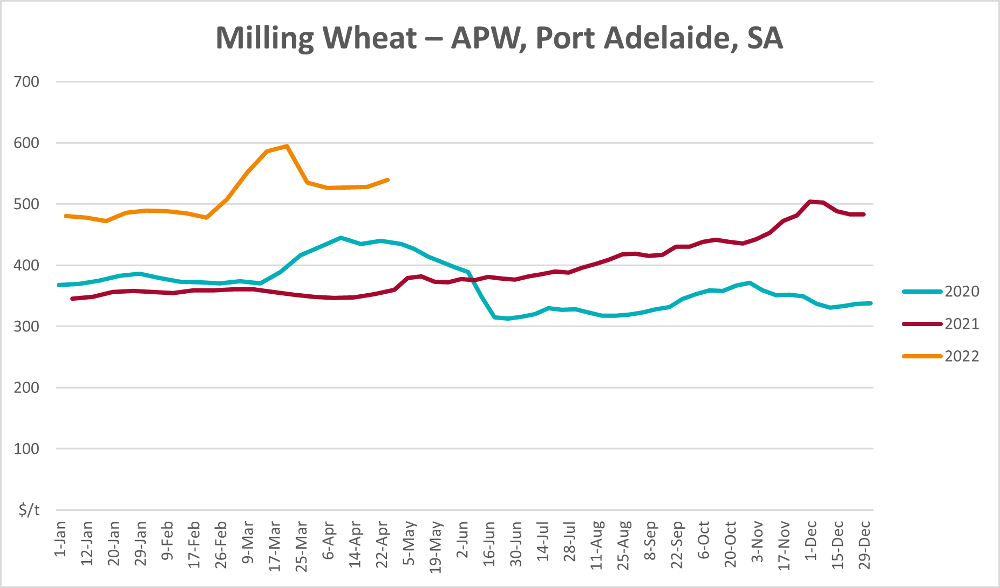 Milling Wheat – APW, Port Adelaide, SA
700
600
500
400
300
200
100
$/t
1-Jan
12-Jan
20-Jan
29-Jan
9-Feb
17-Feb
26-Feb
9-Mar
17-Mar
25-Mar
6-Apr
14-Apr
22-Apr
5-May
19-May
2-Jun
16-Jun
30-Jun
14-Jul
28-Jul
11-Aug
25-Aug
8-Sep
22-Sep
6-Oct
20-Oct
3-Nov
17-Nov
1-Dec
15-Dec
29-Dec
2020
2021
2022